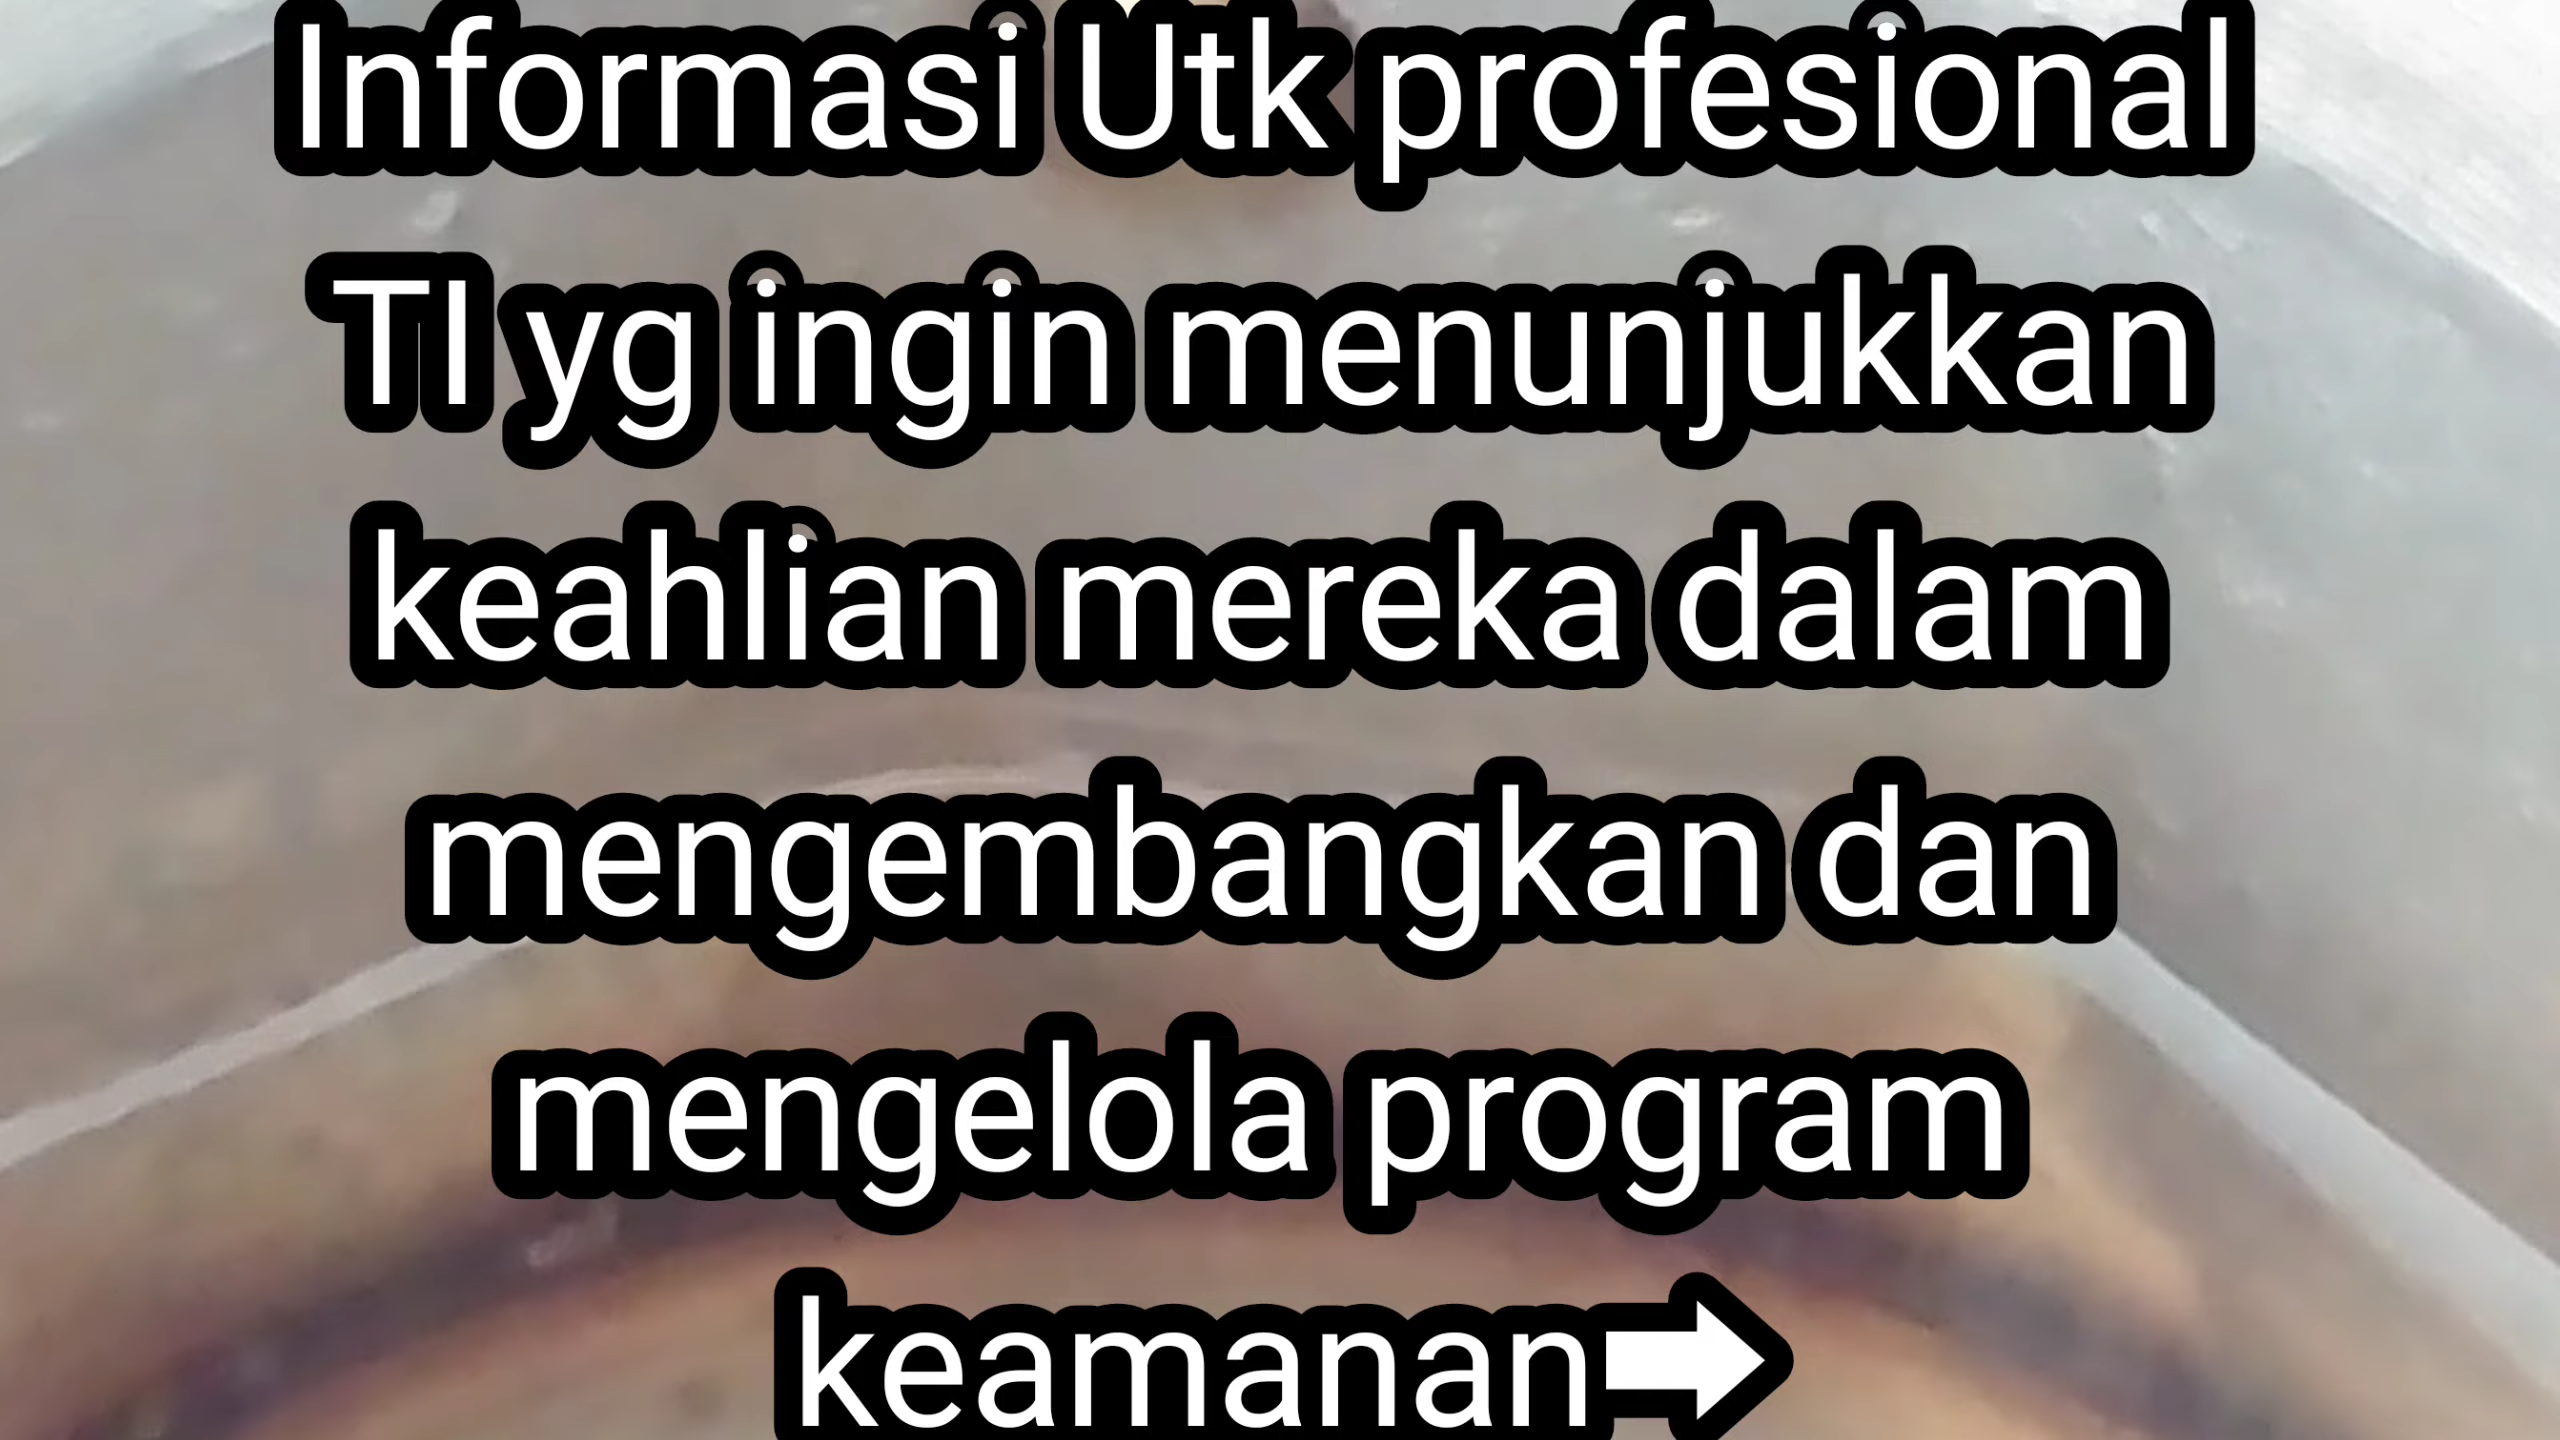 Informasi Utk profesional
TI yg ingin menunjukkan
keahlian mereka dalam
mengembangkan dan
mengelola program
keamanan➡